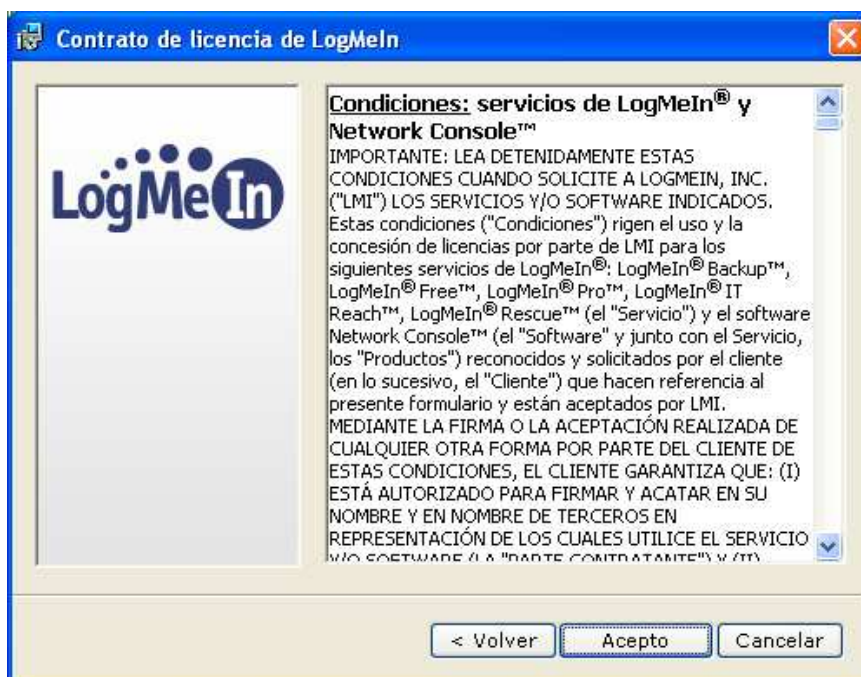 Contrato de licencia de LogMeIn
LogMeIn
Condiciones: servicios de LogMeIn® y
Network Console™
IMPORTANTE: LEA DETENIDAMENTE ESTAS
CONDICIONES CUANDO SOLICITE A LOGMEIN, INC.
("LMI") LOS SERVICIOS Y/O SOFTWARE INDICADOS.
Estas condiciones ("Condiciones") rigen el uso y la
concesión de licencias por parte de LMI para los
siguientes servicios de LogMeIn®: LogMeIn® Backup™,
LogMeIn® Free™, LogMeIn® Pro™, LogMeIn® IT
Reach™, LogMeIn® Rescue™ (el "Servicio") y el software
Network Console™ (el "Software" y junto con el Servicio,
los "Productos") reconocidos y solicitados por el cliente
(en lo sucesivo, el "Cliente") que hacen referencia al
presente formulario y están aceptados por LMI.
MEDIANTE LA FIRMA O LA ACEPTACIÓN REALIZADA DE
CUALQUIER OTRA FORMA POR PARTE DEL CLIENTE DE
ESTAS CONDICIONES, EL CLIENTE GARANTIZA QUE: (I)
ESTÁ AUTORIZADO PARA FIRMAR Y ACATAR EN SU
NOMBRE Y EN NOMBRE DE TERCEROS EN
REPRESENTACIÓN DE LOS CUALES UTILICE EL SERVICIO
Y/O SOFTWARE (LA "PARTE CONTRATANTE") Y (II)
< Volver
Acepto
Cancelar